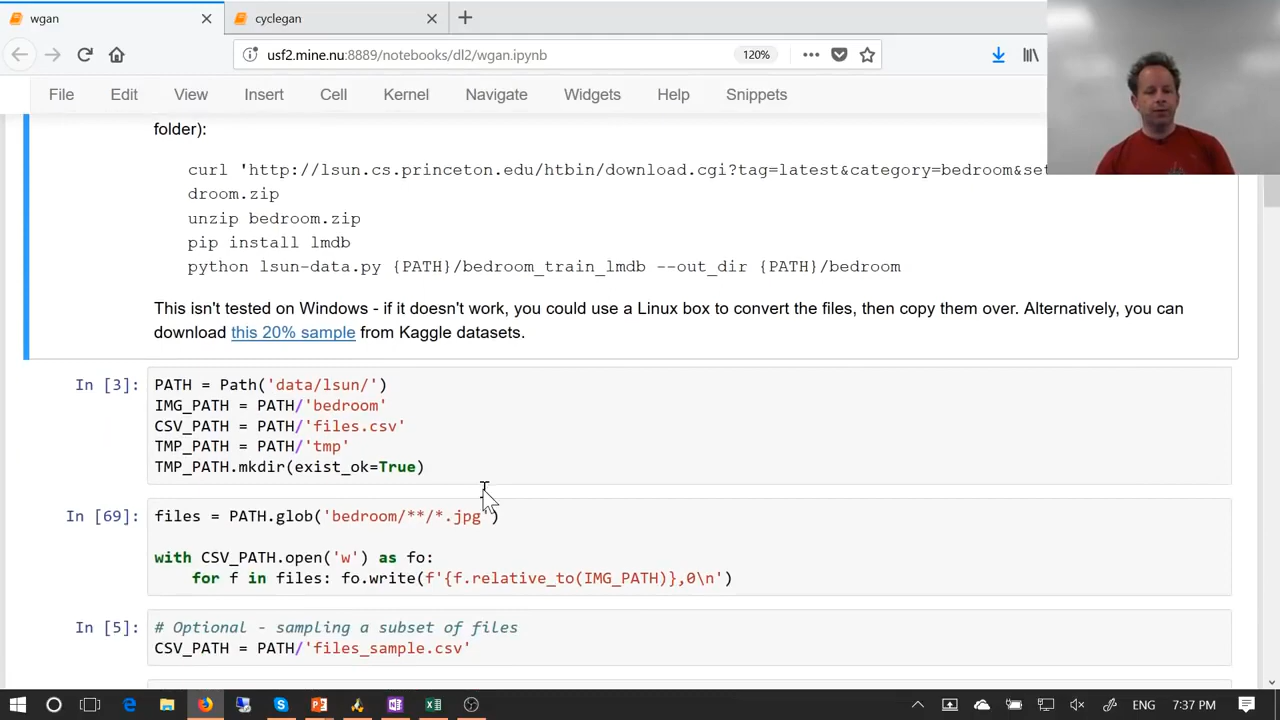 wgan
cyclegan
usf2.mine.nu:8889/notebooks/dl2/wgan.ipynb
120%
File Edit View Insert Cell Kernel Navigate Widgets Help Snippets
folder):
curl 'http://lsun.cs.princeton.edu/htbin/download.cgi?tag=latest&category=bedroom&set
droom.zip
unzip bedroom.zip
pip install lmdb
python lsun-data.py {PATH}/bedroom_train_lmdb --out_dir {PATH}/bedroom
This isn't tested on Windows - if it doesn't work, you could use a Linux box to convert the files, then copy them over. Alternatively, you can
download this 20% sample from Kaggle datasets.
In [3]:
PATH = Path('data/lsun/')
IMG_PATH = PATH/'bedroom'
CSV_PATH = PATH/'files.csv'
TMP_PATH = PATH/'tmp'
TMP_PATH.mkdir(exist_ok=True)
In [69]:
files = PATH.glob('bedroom/**/*.jpg')
with CSV_PATH.open('w') as fo:
for f in files: fo.write(f'{f.relative_to(IMG_PATH)},0\n')
In [5]:
# Optional - sampling a subset of files
CSV_PATH = PATH/'files_sample.csv'
ENG
7:37 PM